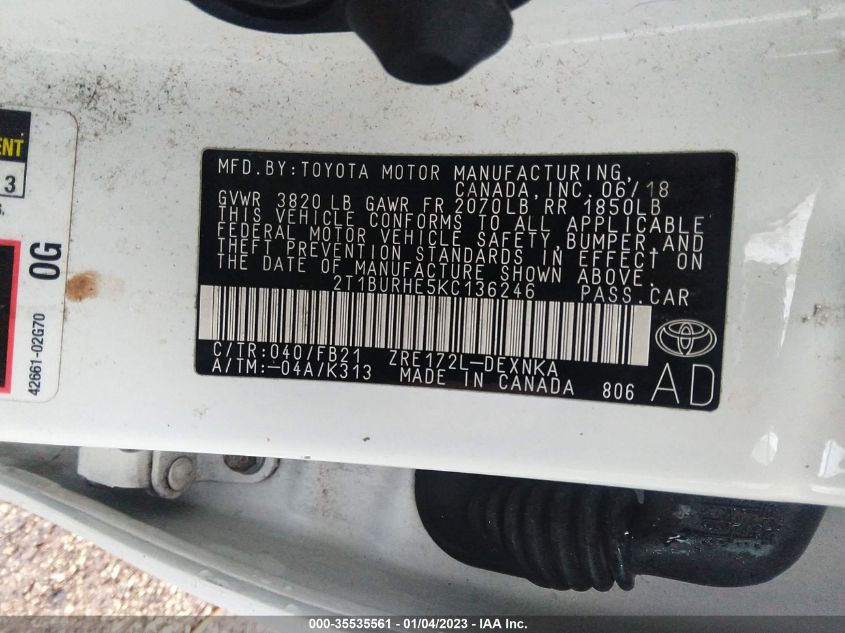 ENT
3
S.
0G
42661-02G70
MFD.BY:TOYOTA MOTOR MANUFACTURING,
CANADA,INC. 06/18
GVWR 3820 LB GAWR FR 2070LB,RR 1850LB
THIS VEHICLE CONFORMS TO ALL APPLICABLE
FEDERAL MOTOR VEHICLE SAFETY,BUMPER,AND
THEFT PREVENTION STANDARDS IN EFFECT ON
THE DATE OF MANUFACTURE SHOWN ABOVE.
2T1BURHE5KC136246 PASS.CAR
C/TR:040/FB21 ZRE172L-DEXNKA
A/TM:-04A/K313 MADE IN CANADA 806
AD
000-35535561 - 01/04/2023 - IAA Inc.